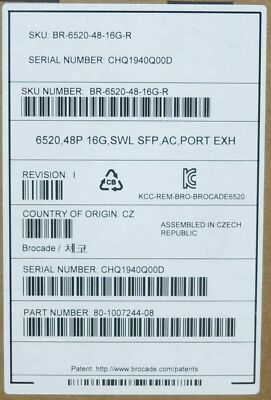 SKU: BR-6520-48-16G-R
SERIAL NUMBER: CHQ1940Q00D
SKU NUMBER: BR-6520-48-16G-R
6520,48P 16G,SWL SFP,AC,PORT EXH
REVISION: I
CB
KCC-REM-BRO-BROCADE6520
COUNTRY OF ORIGIN: CZ
ASSEMBLED IN CZECH
REPUBLIC
Brocade / 체코
SERIAL NUMBER: CHQ1940Q00D
PART NUMBER: 80-1007244-08
Patent: http://www.brocade.com/patents